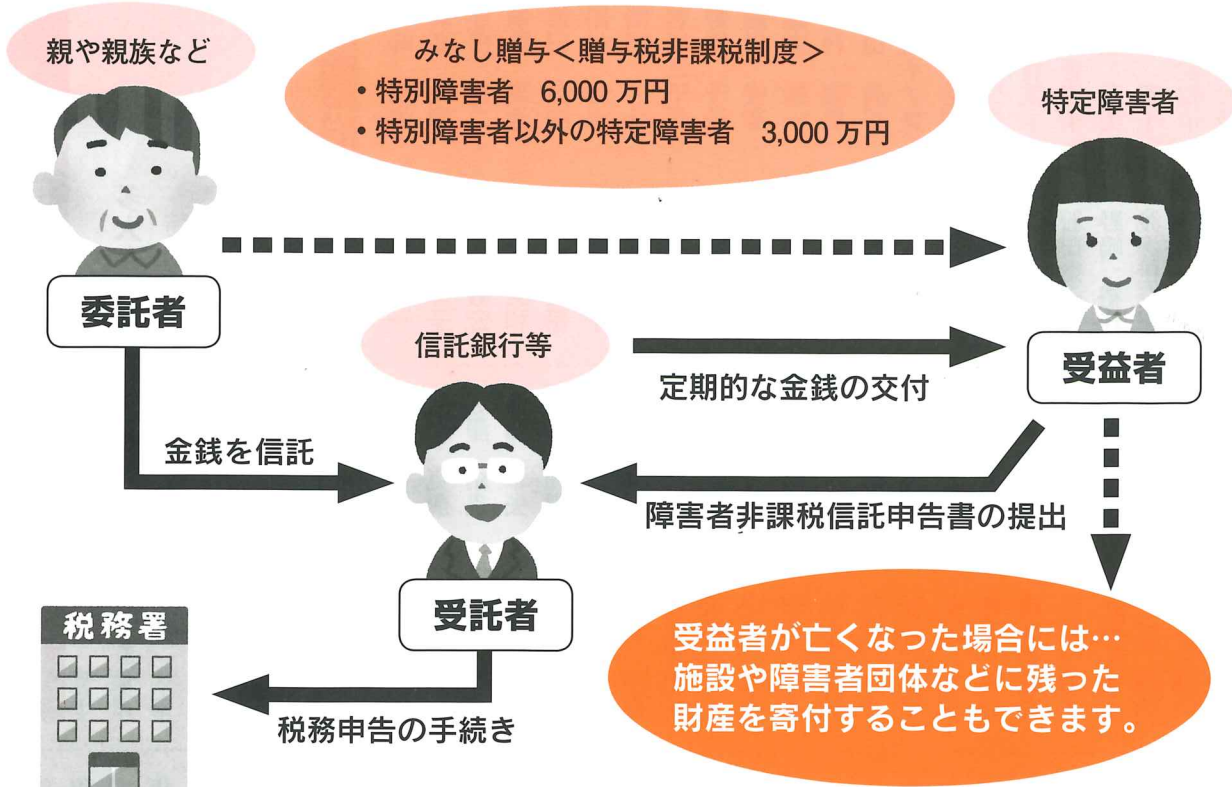 親や親族など
みなし贈与＜贈与税非課税制度＞
・特別障害者　6,000 万円
・特別障害者以外の特定障害者　3,000 万円
特定障害者
委託者
信託銀行等
定期的な金銭の交付
受益者
金銭を信託
障害者非課税信託申告書の提出
受託者
税務署
税務申告の手続き
受益者が亡くなった場合には…
施設や障害者団体などに残った
財産を寄付することもできます。